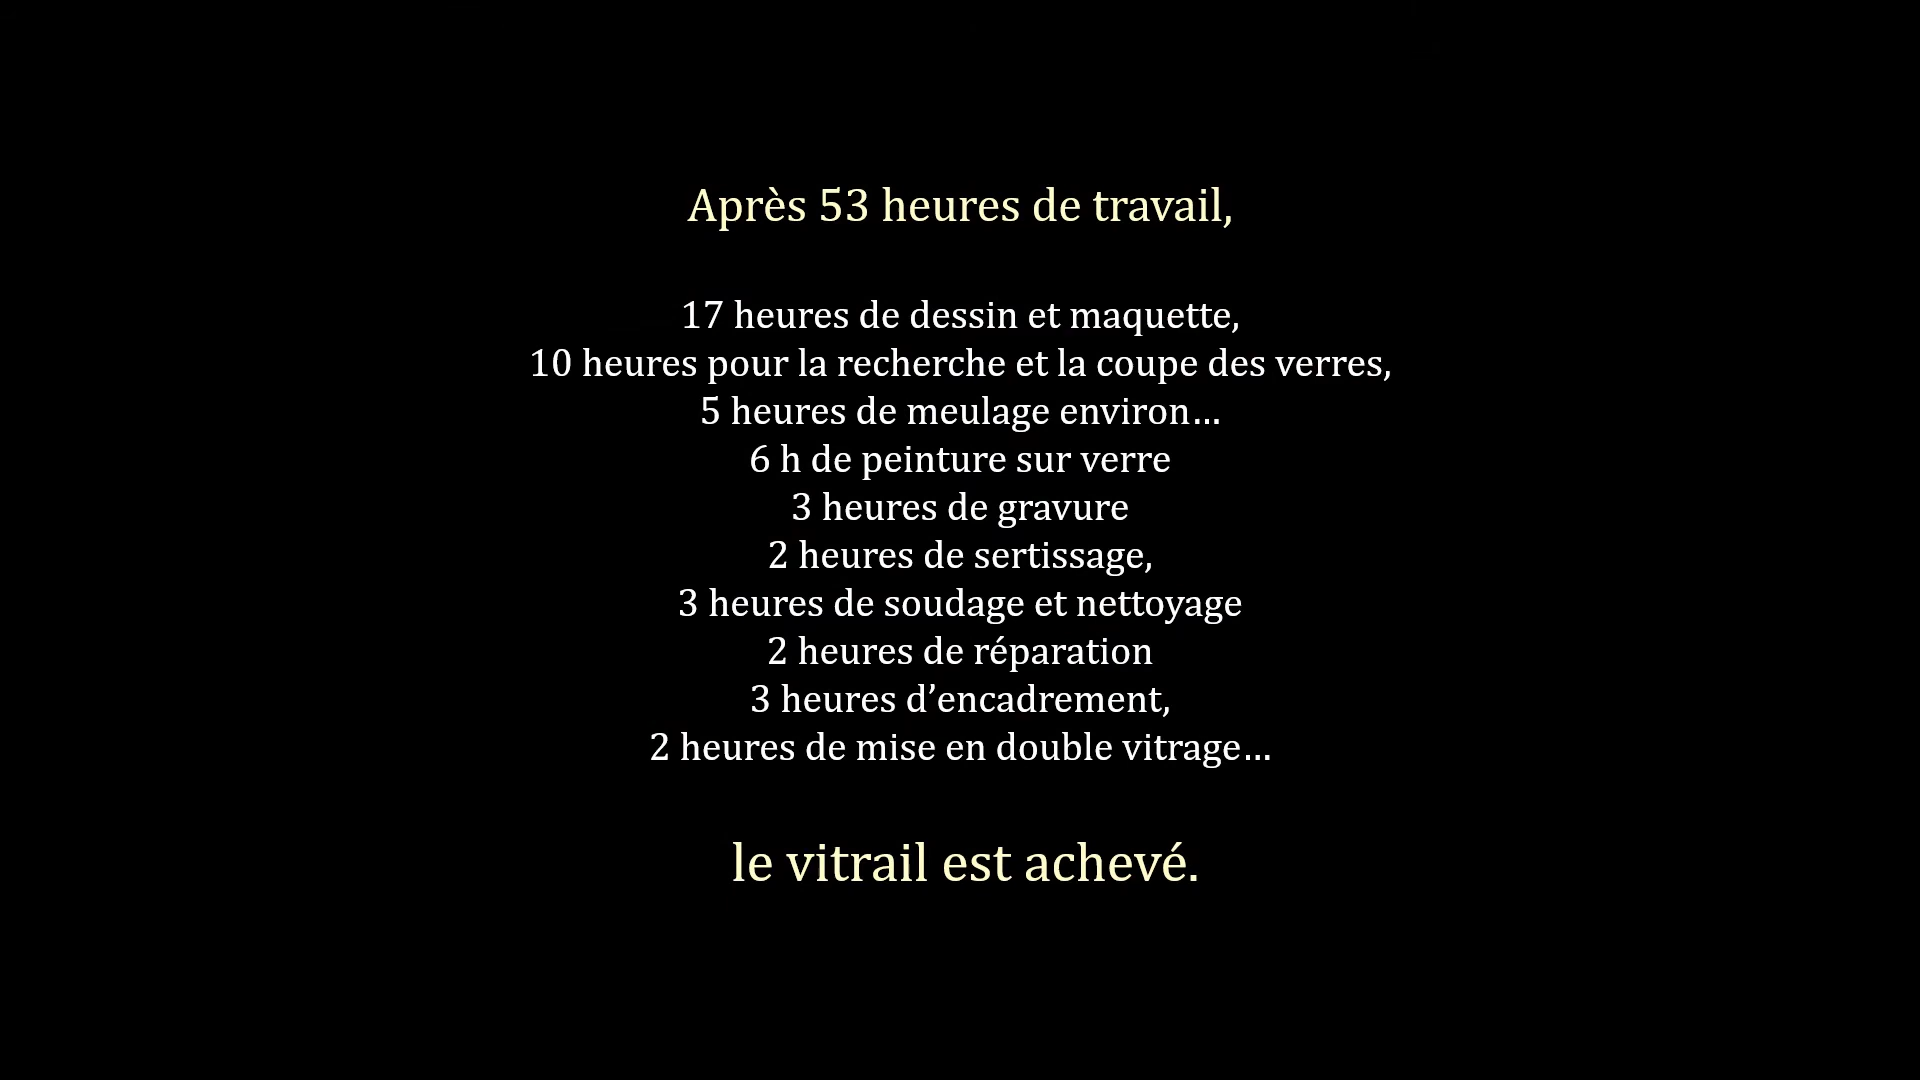 Après 53 heures de travail,
17 heures de dessin et maquette,
10 heures pour la recherche et la coupe des verres,
5 heures de meulage environ…
6 h de peinture sur verre
3 heures de gravure
2 heures de sertissage,
3 heures de soudage et nettoyage
2 heures de réparation
3 heures d’encadrement,
2 heures de mise en double vitrage…
le vitrail est achevé.